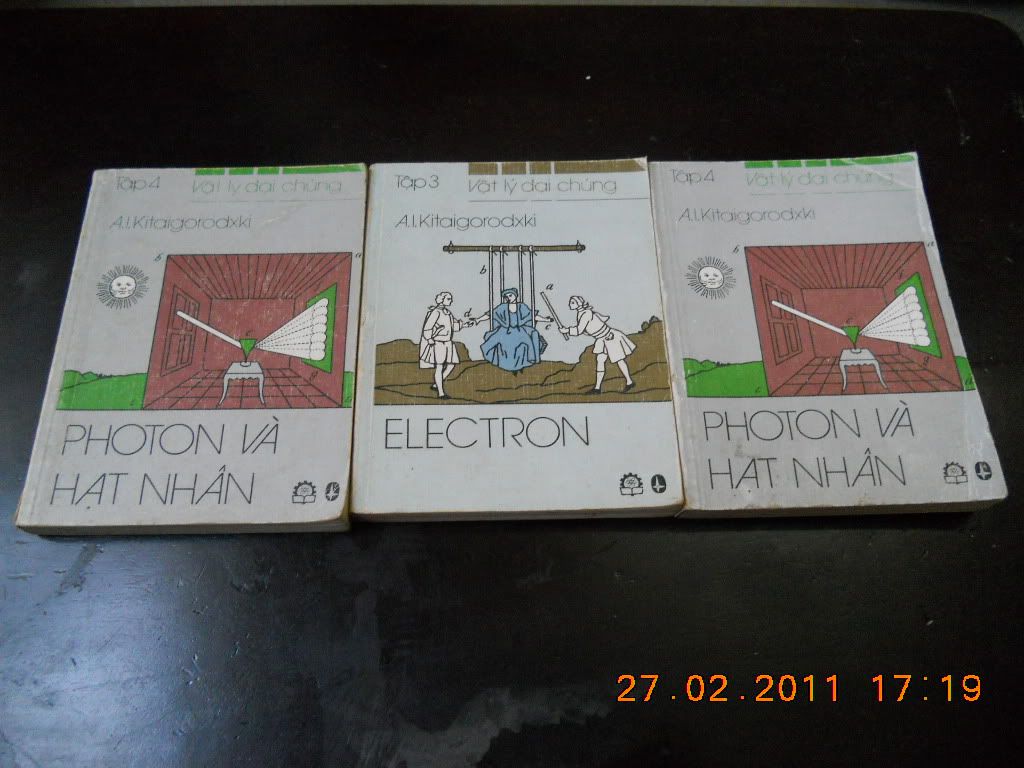 Tập 4
Vật lý đại chúng
A.I.Kitaigorodxki
PHOTON VÀ
HẠT NHÂN
Tập 3
Vật lý đại chúng
A.I.Kitaigorodxki
b
a
d
c
ELECTRON
Tập 4
Vật lý đại chúng
A.I.Kitaigorodxki
PHOTON VÀ
HẠT NHÂN
27.02.2011 17:19